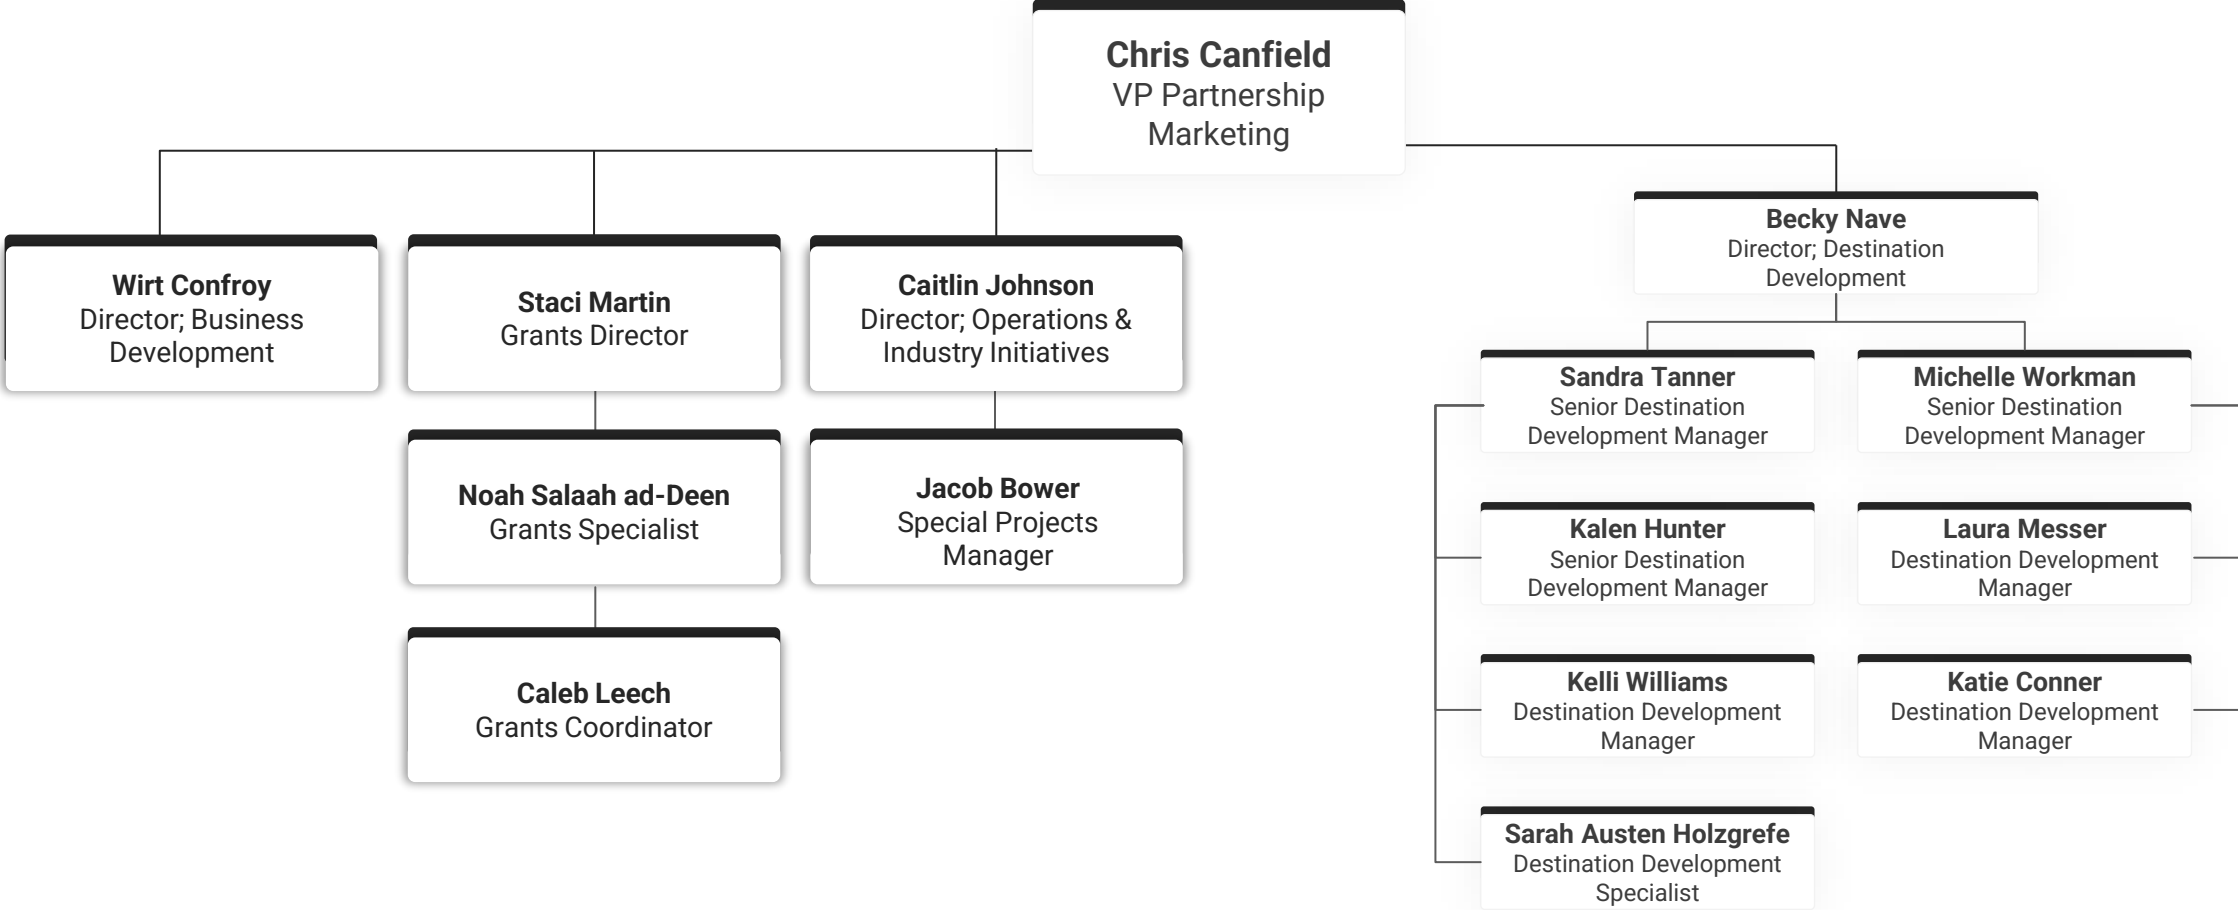 Chris Canfield
VP Partnership
Marketing
Wirt Confroy
Director; Business
Development
Staci Martin
Grants Director
Caitlin Johnson
Director; Operations &
Industry Initiatives
Becky Nave
Director; Destination
Development
Noah Salaah ad-Deen
Grants Specialist
Jacob Bower
Special Projects
Manager
Caleb Leech
Grants Coordinator
Sandra Tanner
Senior Destination
Development Manager
Michelle Workman
Senior Destination
Development Manager
Kalen Hunter
Senior Destination
Development Manager
Laura Messer
Destination Development
Manager
Kelli Williams
Destination Development
Manager
Katie Conner
Destination Development
Manager
Sarah Austen Holzgrefe
Destination Development
Specialist